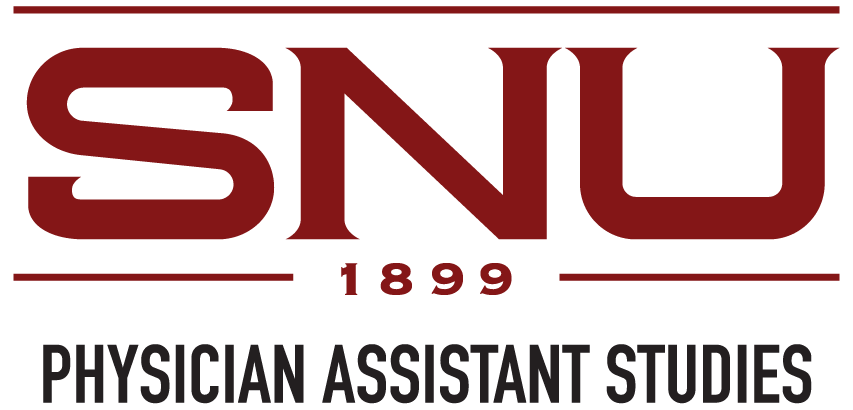 SNU
1899
PHYSICIAN ASSISTANT STUDIES